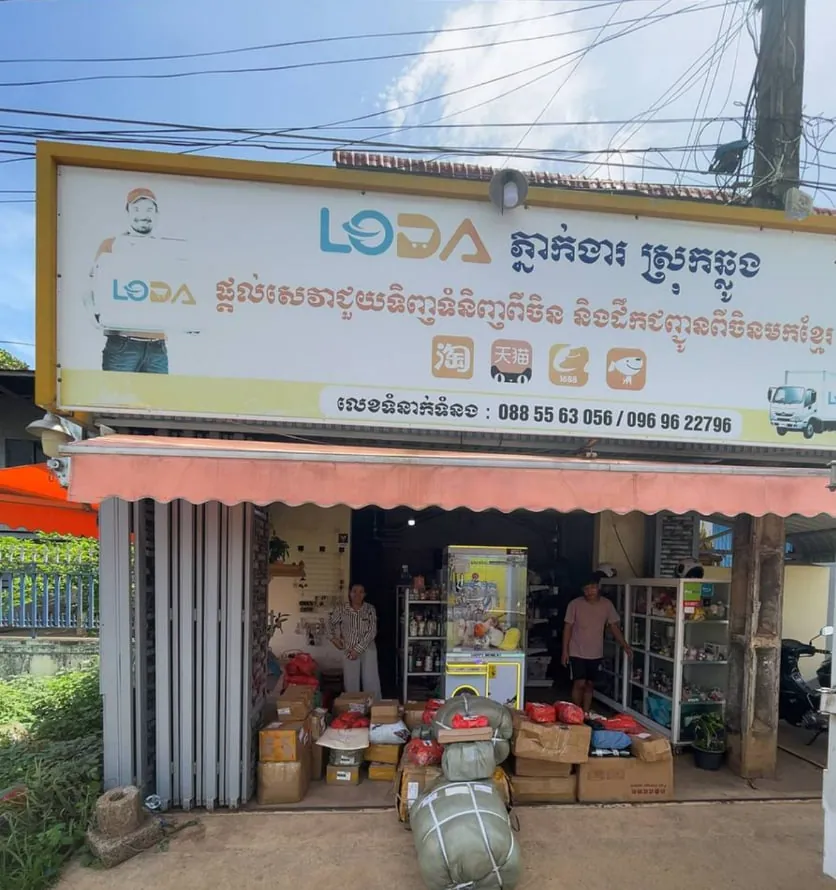 LODA ភ្នាក់ងារ ស្រុកឆ្លូង
LODA
ផ្តល់សេវាជួយទិញទំនិញពីចិន និងដឹកជញ្ជូនពីចិនមកខ្មែរ
淘 天猫 1688
លេខទំនាក់ទំនង : 088 55 63 056 / 096 96 22796